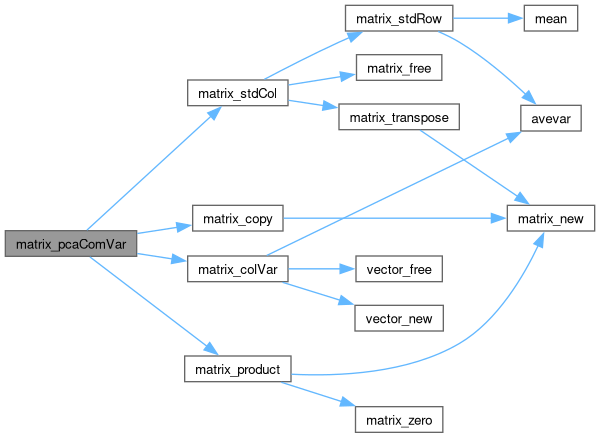 matrix_stdRow
mean
matrix_free
matrix_stdCol
matrix_transpose
avevar
matrix_copy
matrix_new
matrix_pcaComVar
matrix_colVar
vector_free
vector_new
matrix_product
matrix_zero